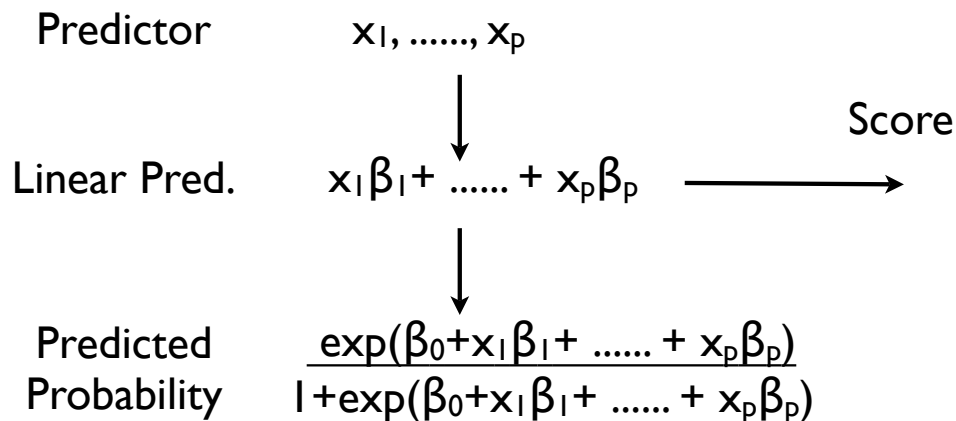 Predictor x₁, ......, xₚ
Score
Linear Pred. x₁β₁+ ...... + xₚβₚ
Predicted Probability
exp(β₀+x₁β₁+ ...... + xₚβₚ)
1+exp(β₀+x₁β₁+ ...... + xₚβₚ)